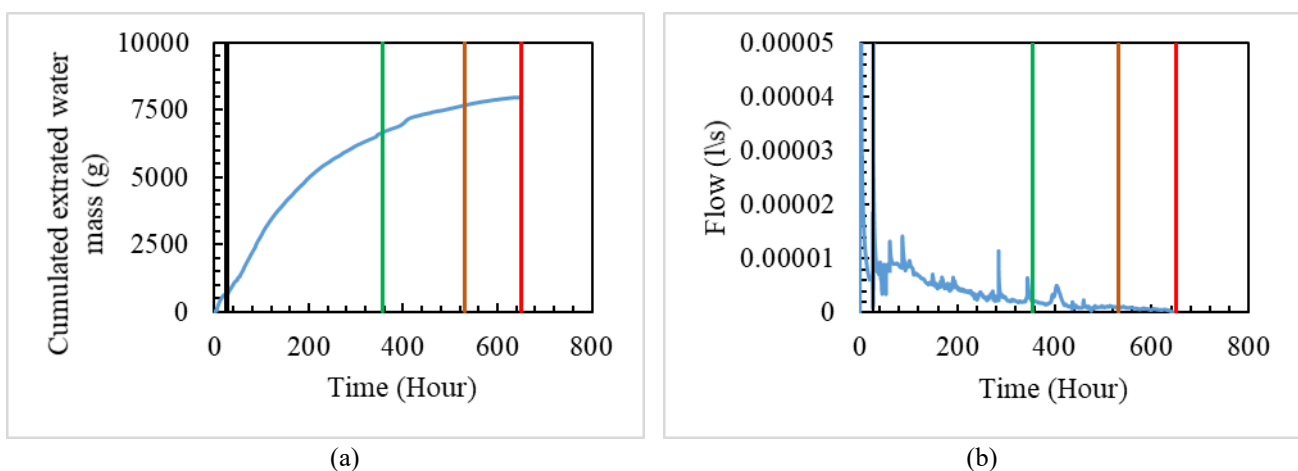 10000
7500
5000
2500
0
Cumulated extrated water
mass (g)
0 200 400 600 800
Time (Hour)
(a)
0.00005
0.00004
0.00003
0.00002
0.00001
0
Flow (l\s)
0 200 400 600 800
Time (Hour)
(b)